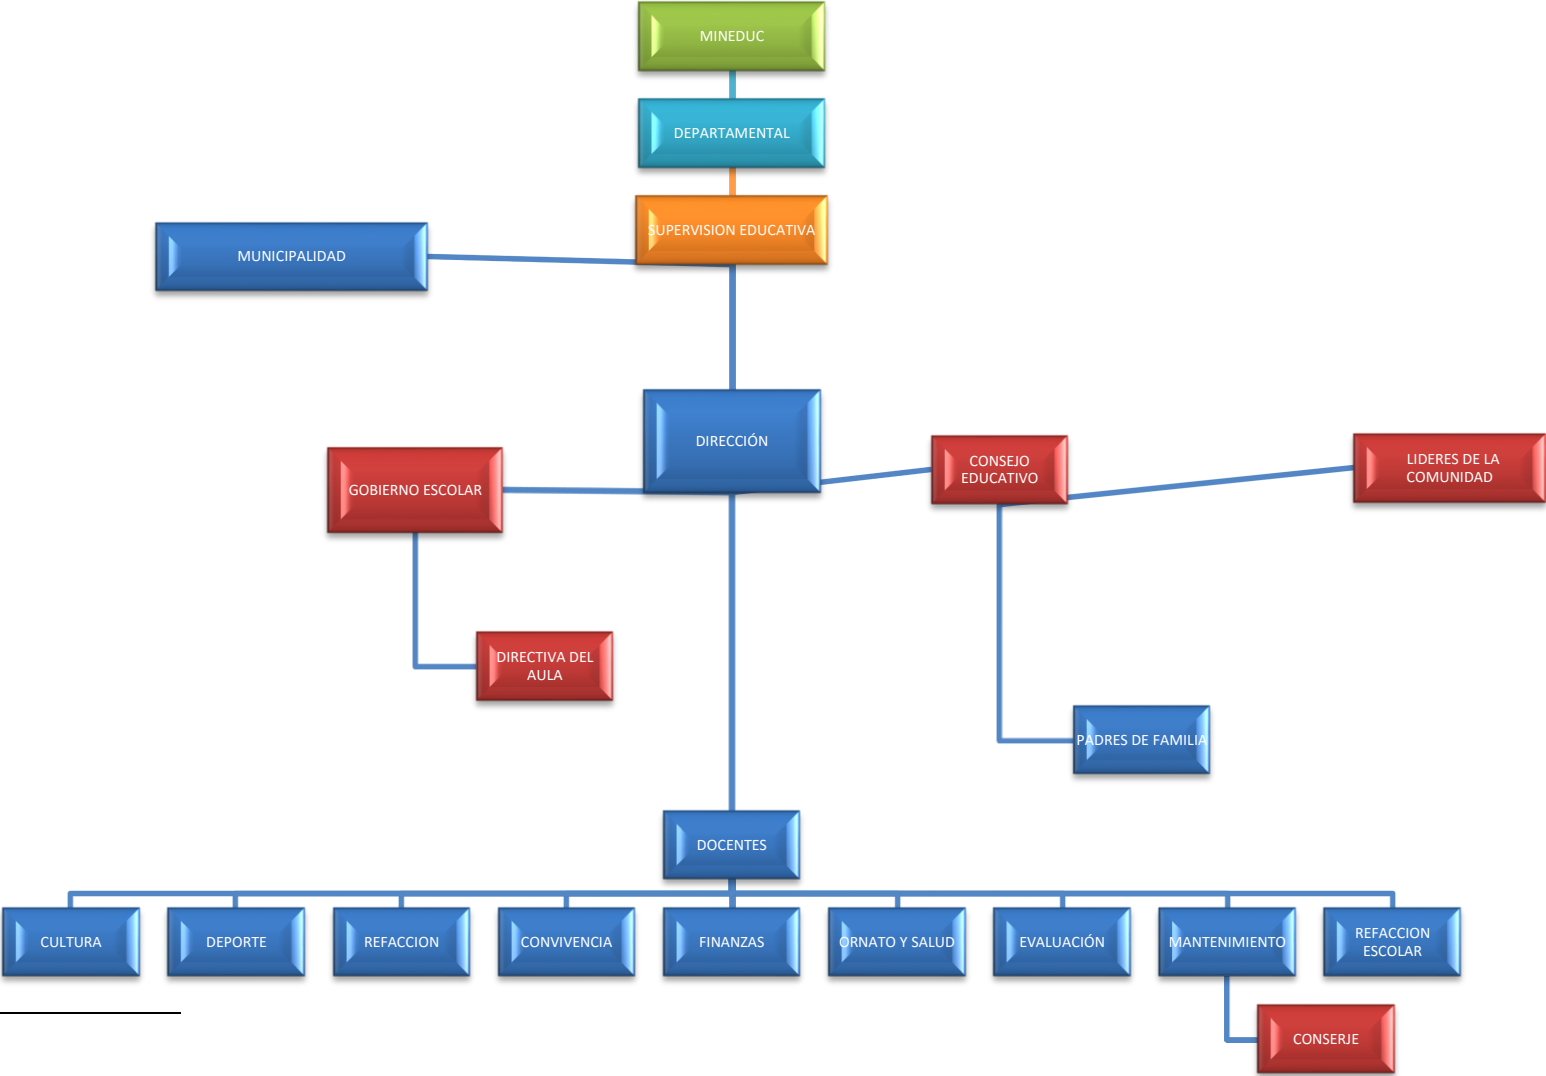 MINEDUC
DEPARTAMENTAL
SUPERVISION EDUCATIVA
MUNICIPALIDAD
DIRECCIÓN
GOBIERNO ESCOLAR
CONSEJO
EDUCATIVO
LIDERES DE LA
COMUNIDAD
DIRECTIVA DEL
AULA
PADRES DE FAMILIA
DOCENTES
CULTURA
DEPORTE
REFACCION
CONVIVENCIA
FINANZAS
ORNATO Y SALUD
EVALUACIÓN
MANTENIMIENTO
REFACCION
ESCOLAR
CONSERJE